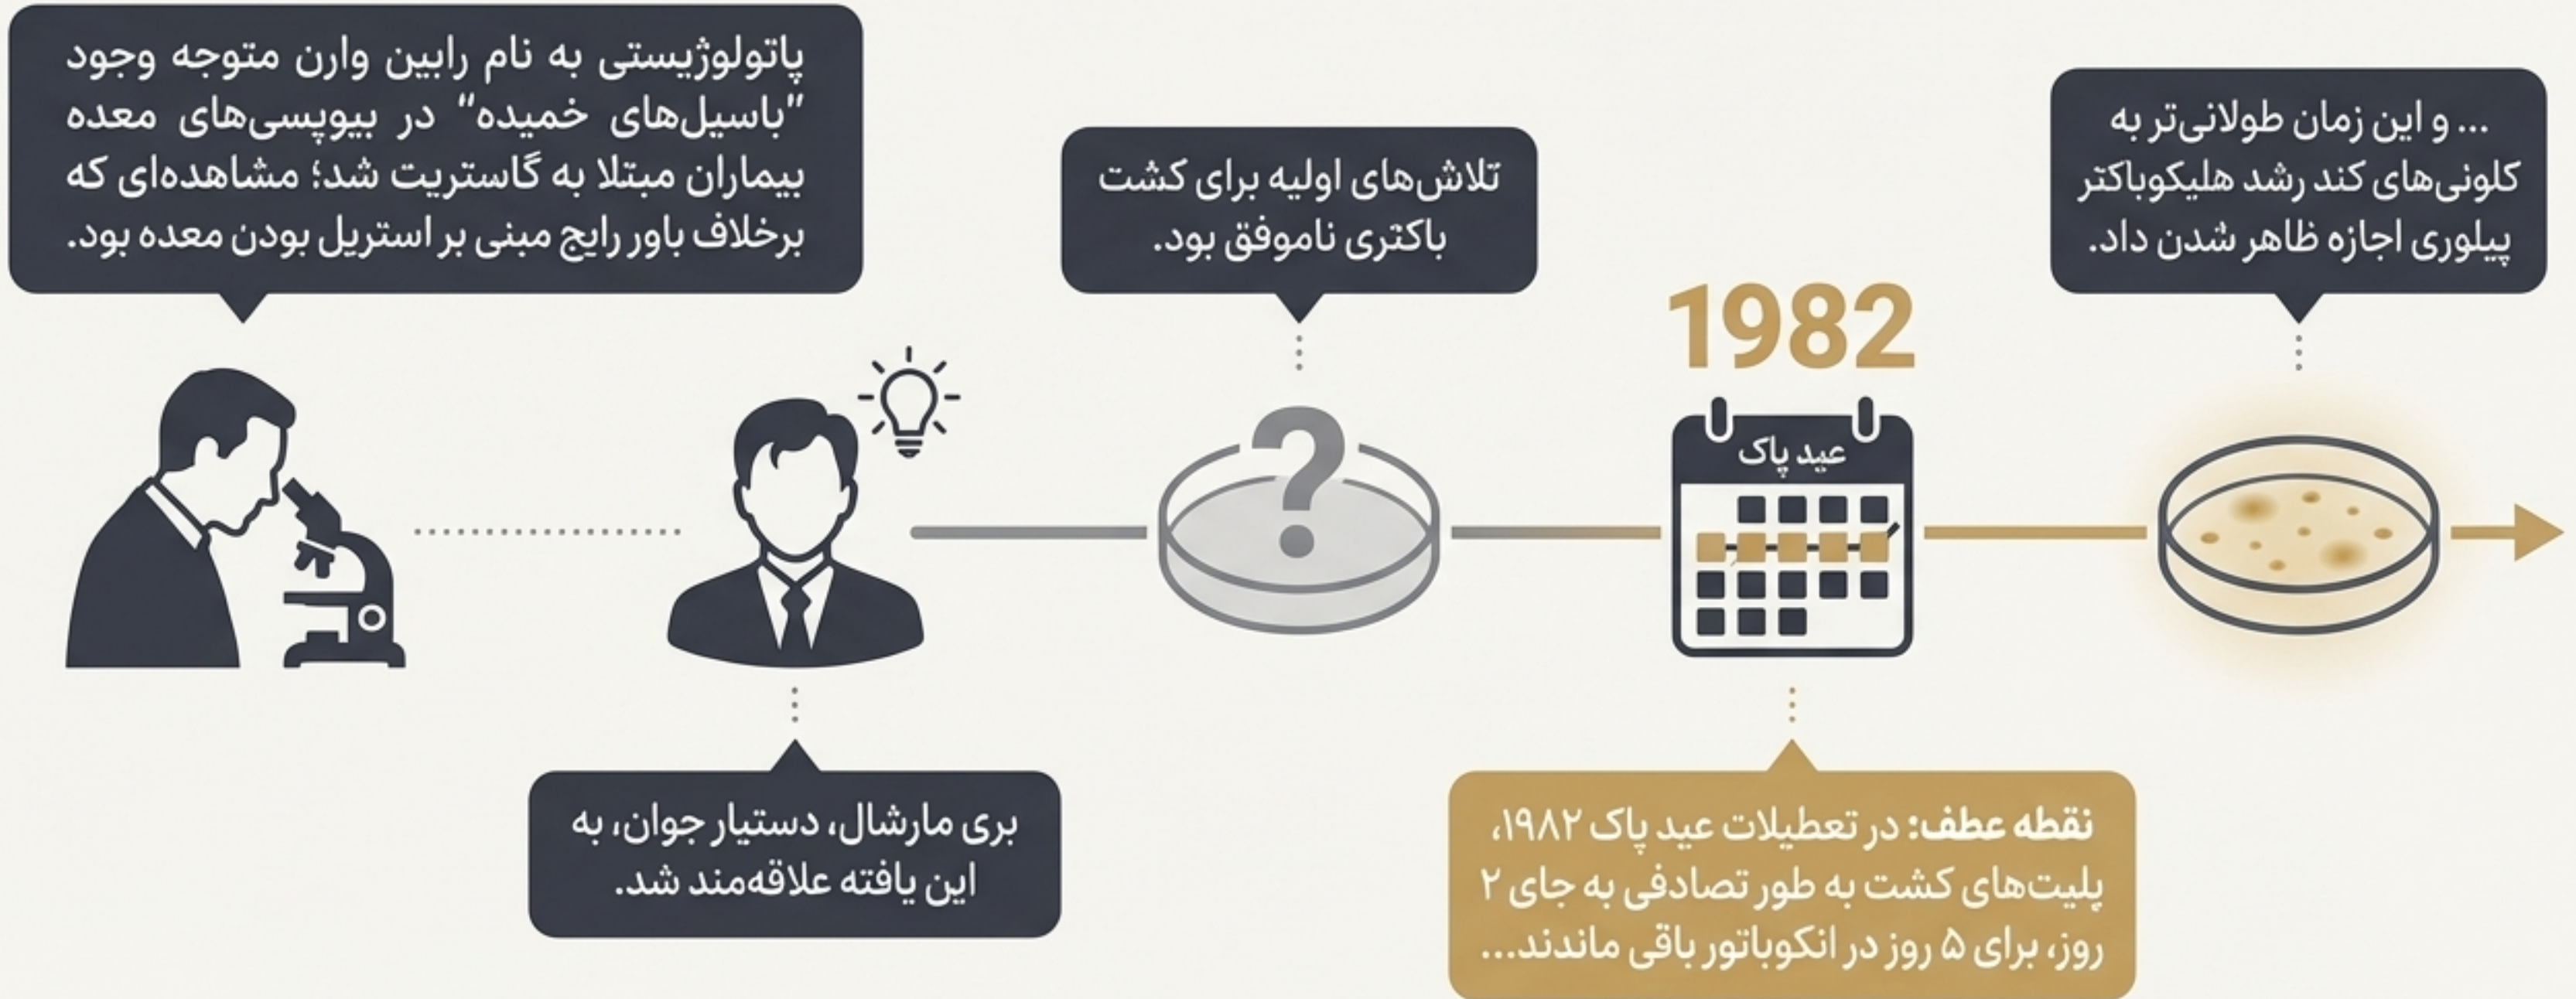 پاتولوژیستی به نام رابین وارن متوجه وجود
"باسیل‌های خمیده" در بیوپسی‌های معده
بیماران مبتلا به گاستریت شد؛ مشاهده‌ای که
برخلاف باور رایج مبنی بر استریل بودن معده بود.
بری مارشال، دستیار جوان، به
این یافته علاقه‌مند شد.
تلاش‌های اولیه برای کشت
باکتری ناموفق بود.
?
1982
عید پاک
نقطه عطف: در تعطیلات عید پاک ۱۹۸۲،
پلیت‌های کشت به طور تصادفی به جای ۲
روز، برای ۵ روز در انکوباتور باقی ماندند...
... و این زمان طولانی‌تر به
کلونی‌های کند رشد هلیکوباکتر
پیلوری اجازه ظاهر شدن داد.